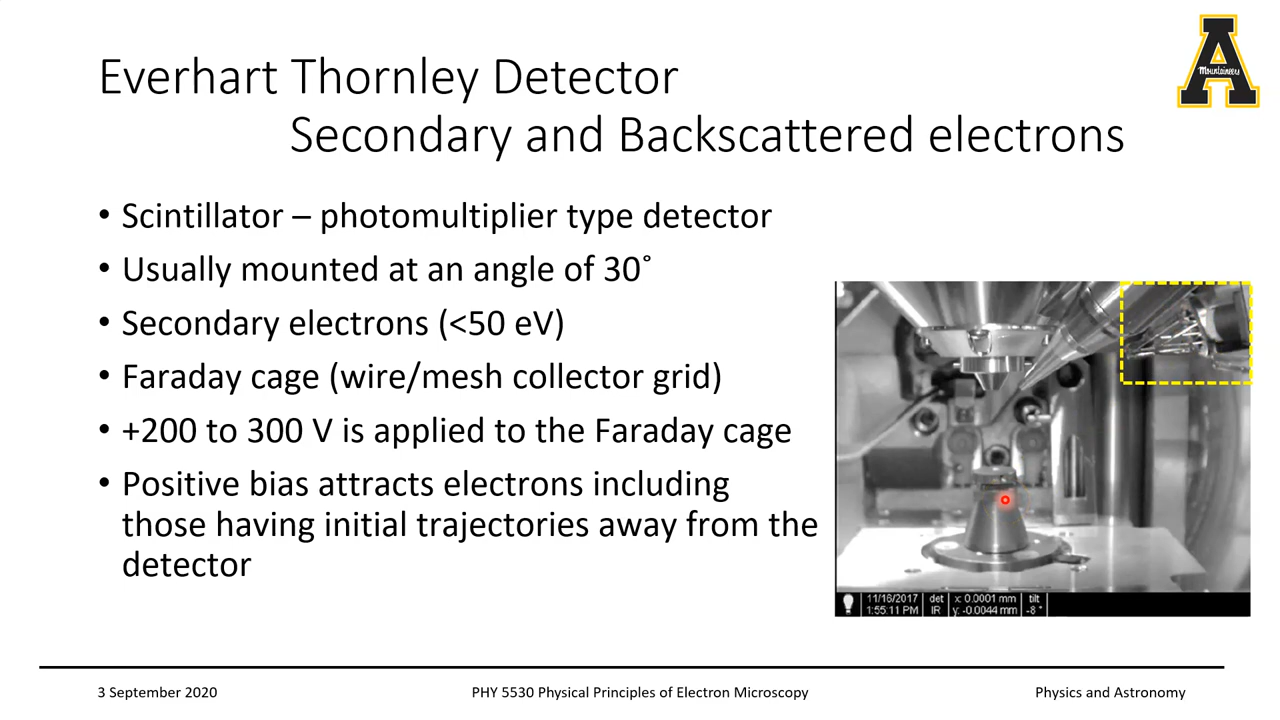 Mountaineers
Everhart Thornley Detector
Secondary and Backscattered electrons
• Scintillator – photomultiplier type detector
• Usually mounted at an angle of 30˚
• Secondary electrons (<50 eV)
• Faraday cage (wire/mesh collector grid)
• +200 to 300 V is applied to the Faraday cage
• Positive bias attracts electrons including
those having initial trajectories away from the
detector
11/16/2017 det x: 0.0001 mm tilt
1:55:11 PM IR y: -0.0044 mm -8 °
3 September 2020 PHY 5530 Physical Principles of Electron Microscopy Physics and Astronomy